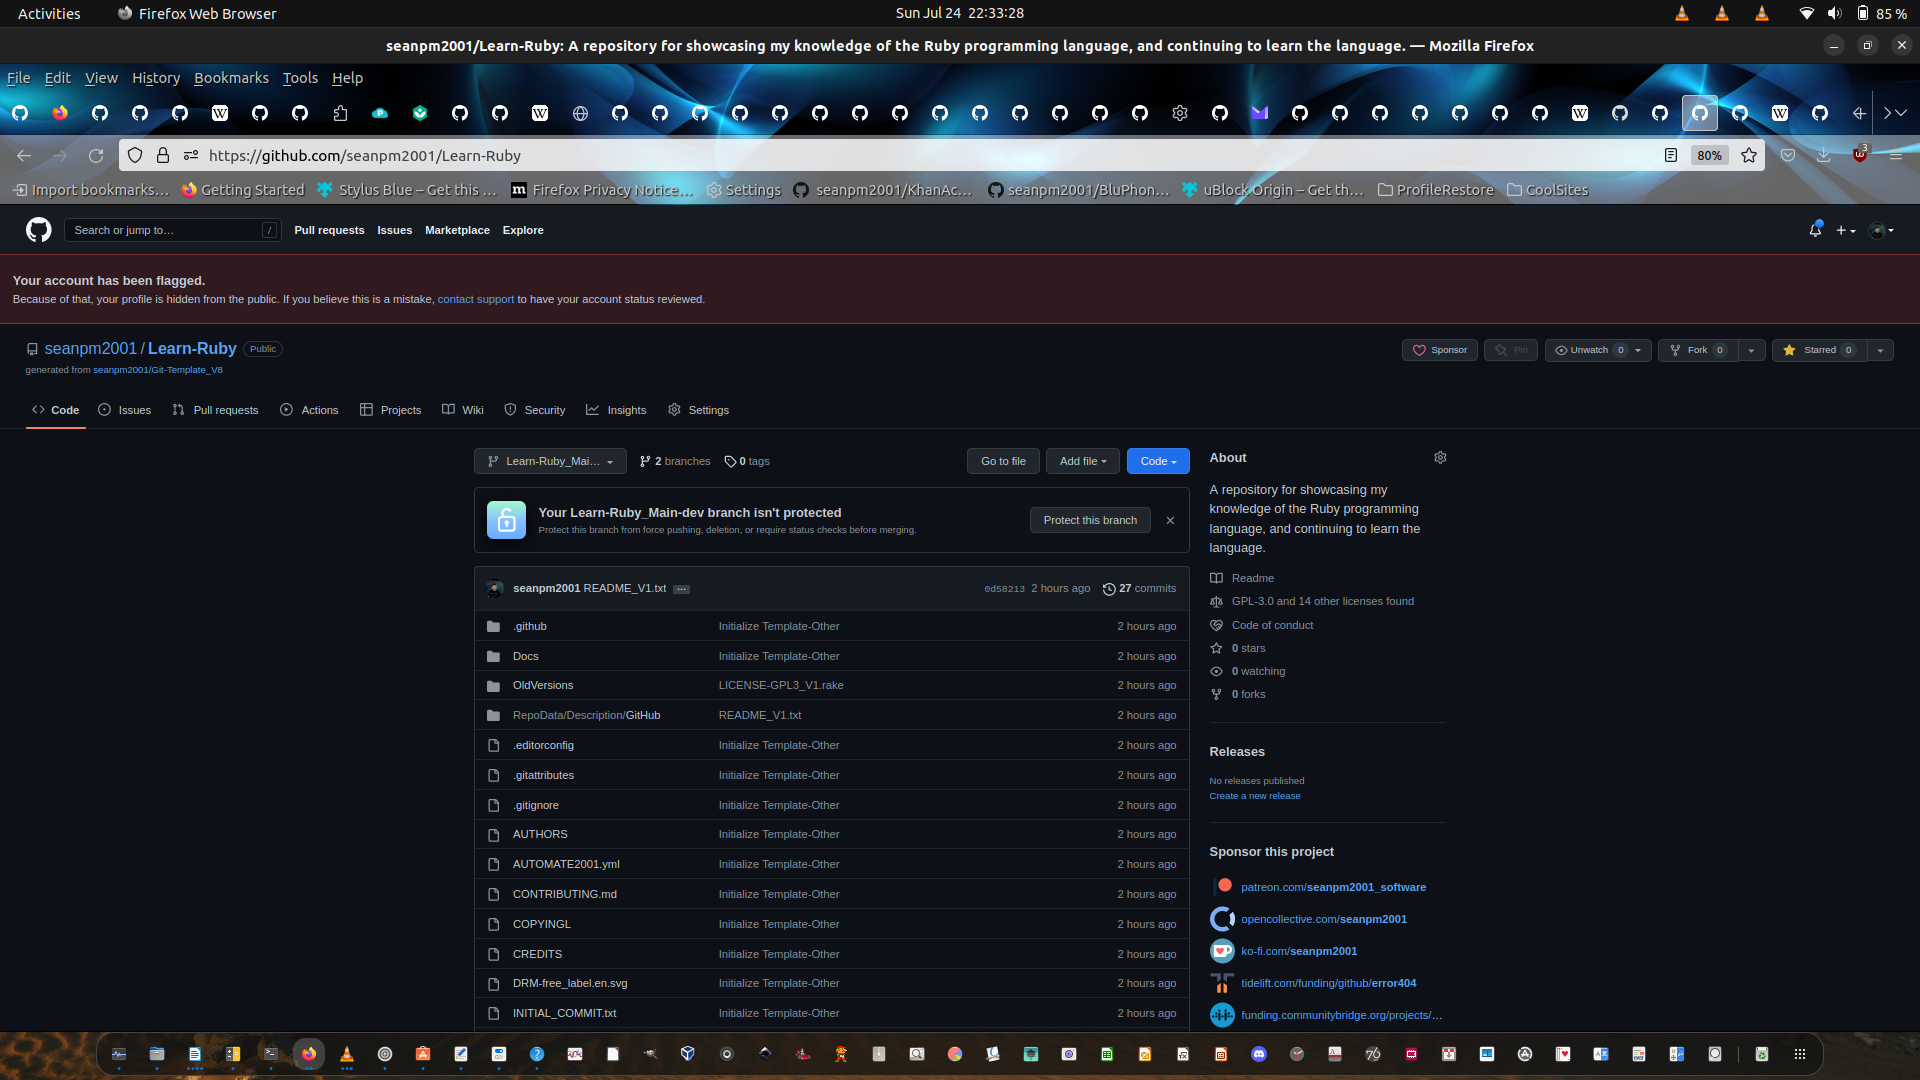 Activities
Firefox Web Browser
Sun Jul 24 22:33:28
85 %
seanpm2001/Learn-Ruby: A repository for showcasing my knowledge of the Ruby programming language, and continuing to learn the language. — Mozilla Firefox
File Edit View History Bookmarks Tools Help
https://github.com/seanpm2001/Learn-Ruby
80%
3
Import bookmarks… Getting Started Stylus Blue – Get this … Firefox Privacy Notice… Settings seanpm2001/KhanAc… seanpm2001/BluPhon… uBlock Origin – Get th… ProfileRestore CoolSites
Search or jump to… /
Pull requests Issues Marketplace Explore
Your account has been flagged.
Because of that, your profile is hidden from the public. If you believe this is a mistake, contact support to have your account status reviewed.
seanpm2001 / Learn-Ruby Public
generated from seanpm2001/Git-Template_V8
Sponsor Pin Unwatch 0 Fork 0 Starred 0
Code Issues Pull requests Actions Projects Wiki Security Insights Settings
Learn-Ruby_Mai… 2 branches 0 tags
Go to file Add file Code
Your Learn-Ruby_Main-dev branch isn't protected
Protect this branch from force pushing, deletion, or require status checks before merging.
Protect this branch
seanpm2001 README_V1.txt … 0d58213 2 hours ago 27 commits
.github Initialize Template-Other 2 hours ago
Docs Initialize Template-Other 2 hours ago
OldVersions LICENSE-GPL3_V1.rake 2 hours ago
RepoData/Description/GitHub README_V1.txt 2 hours ago
.editorconfig Initialize Template-Other 2 hours ago
.gitattributes Initialize Template-Other 2 hours ago
.gitignore Initialize Template-Other 2 hours ago
AUTHORS Initialize Template-Other 2 hours ago
AUTOMATE2001.yml Initialize Template-Other 2 hours ago
CONTRIBUTING.md Initialize Template-Other 2 hours ago
COPYINGL Initialize Template-Other 2 hours ago
CREDITS Initialize Template-Other 2 hours ago
DRM-free_label.en.svg Initialize Template-Other 2 hours ago
INITIAL_COMMIT.txt Initialize Template-Other 2 hours ago
About
A repository for showcasing my
knowledge of the Ruby programming
language, and continuing to learn the
language.
Readme
GPL-3.0 and 14 other licenses found
Code of conduct
0 stars
0 watching
0 forks
Releases
No releases published
Create a new release
Sponsor this project
patreon.com/seanpm2001_software
opencollective.com/seanpm2001
ko-fi.com/seanpm2001
tidelift.com/funding/github/error404
funding.communitybridge.org/projects/…